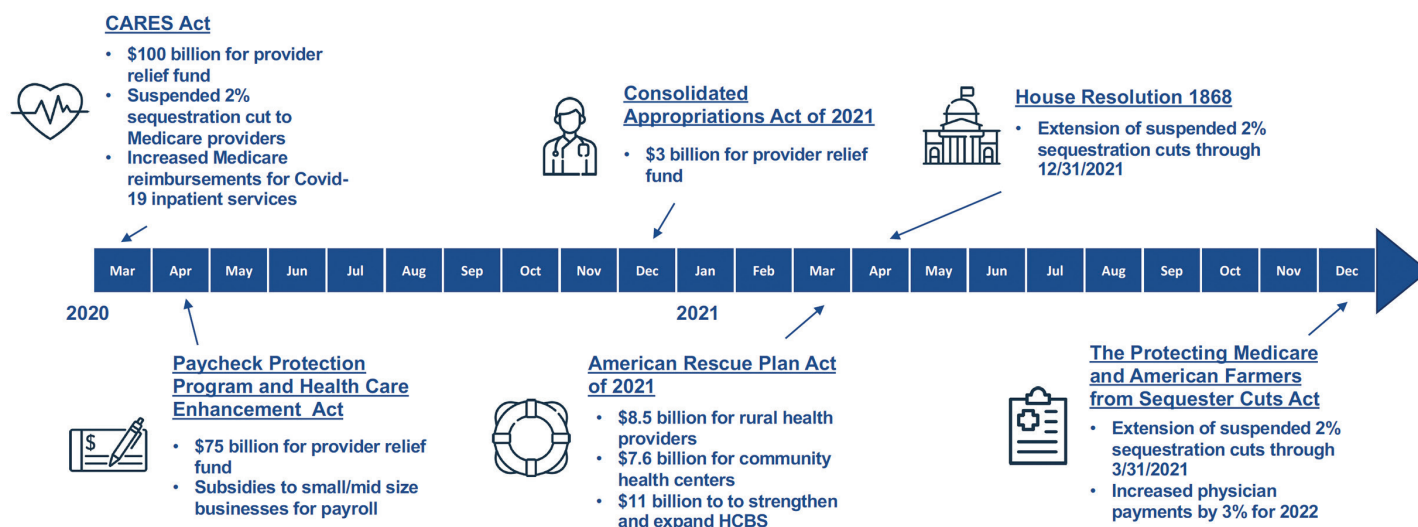 CARES Act
• $100 billion for provider
relief fund
• Suspended 2%
sequestration cut to
Medicare providers
• Increased Medicare
reimbursements for Covid-
19 inpatient services
Consolidated
Appropriations Act of 2021
• $3 billion for provider relief
fund
House Resolution 1868
• Extension of suspended 2%
sequestration cuts through
12/31/2021
Mar Apr May Jun Jul Aug Sep Oct Nov Dec Jan Feb Mar Apr May Jun Jul Aug Sep Oct Nov Dec
2020 2021
Paycheck Protection
Program and Health Care
Enhancement Act
• $75 billion for provider relief
fund
• Subsidies to small/mid size
businesses for payroll
$
American Rescue Plan Act
of 2021
• $8.5 billion for rural health
providers
• $7.6 billion for community
health centers
• $11 billion to to strengthen
and expand HCBS
The Protecting Medicare
and American Farmers
from Sequester Cuts Act
• Extension of suspended 2%
sequestration cuts through
3/31/2021
• Increased physician
payments by 3% for 2022